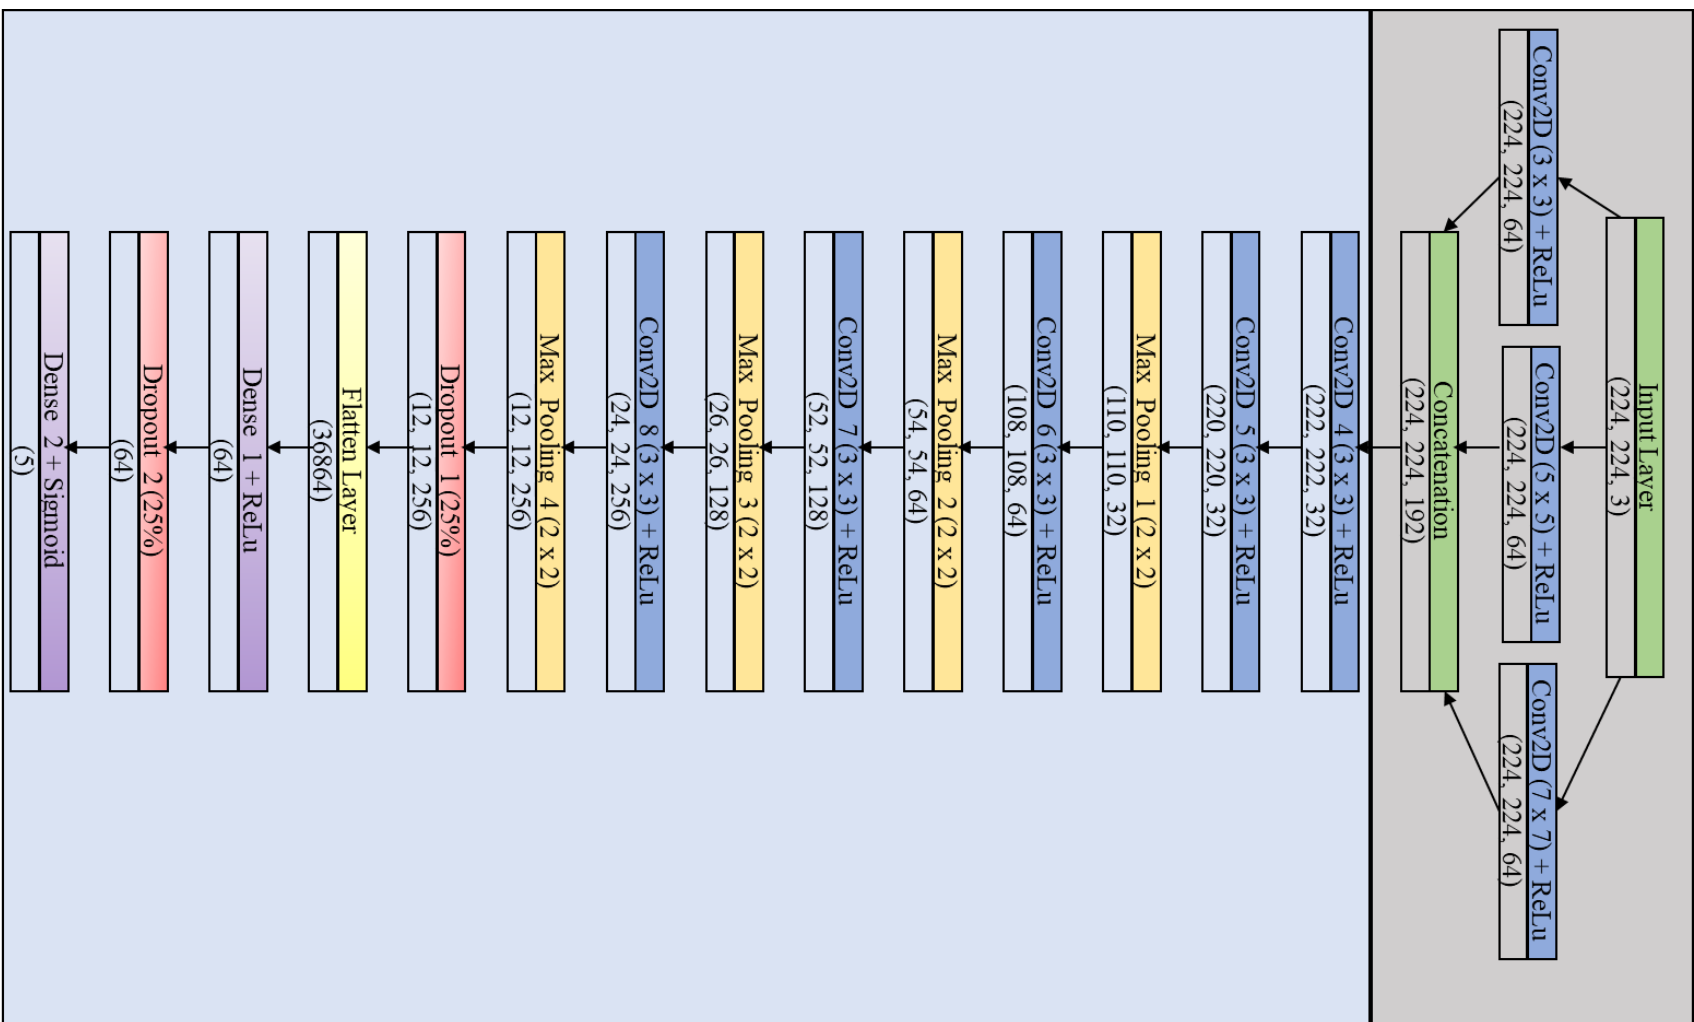 Input Layer
(224, 224, 3)
Conv2D (3 x 3) + ReLu
(224, 224, 64)
Conv2D (5 x 5) + ReLu
(224, 224, 64)
Conv2D (7 x 7) + ReLu
(224, 224, 64)
Concatenation
(224, 224, 192)
Conv2D 4 (3 x 3) + ReLu
(222, 222, 32)
Conv2D 5 (3 x 3) + ReLu
(220, 220, 32)
Max Pooling 1 (2 x 2)
(110, 110, 32)
Conv2D 6 (3 x 3) + ReLu
(108, 108, 64)
Max Pooling 2 (2 x 2)
(54, 54, 64)
Conv2D 7 (3 x 3) + ReLu
(52, 52, 128)
Max Pooling 3 (2 x 2)
(26, 26, 128)
Conv2D 8 (3 x 3) + ReLu
(24, 24, 256)
Max Pooling 4 (2 x 2)
(12, 12, 256)
Dropout 1 (25%)
(12, 12, 256)
Flatten Layer
(36864)
Dense 1 + ReLu
(64)
Dropout 2 (25%)
(64)
Dense 2 + Sigmoid
(5)